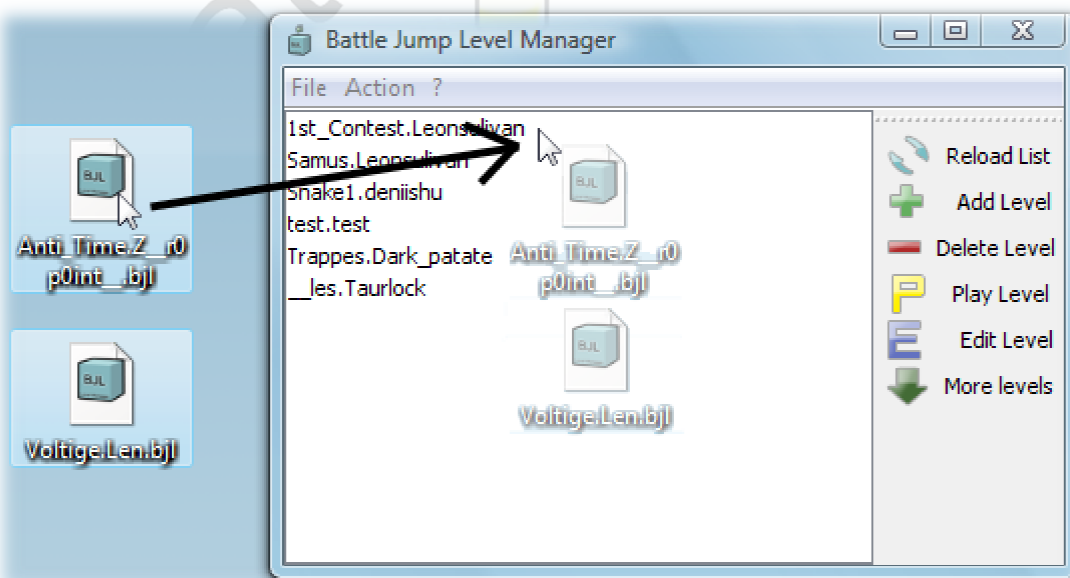 Battle Jump Level Manager
File Action ?
BJL
Anti_Time.Z__r0
p0int__.bjl
BJL
Voltige.Len.bjl
1st_Contest.Leonsulivan
Samus.Leonsulivan
Snake1.deniishu
test.test
Trappes.Dark_patate
__les.Taurlock
BJL
Anti_Time.Z__r0
p0int__.bjl
BJL
Voltige.Len.bjl
Reload List
Add Level
Delete Level
P Play Level
E Edit Level
More levels